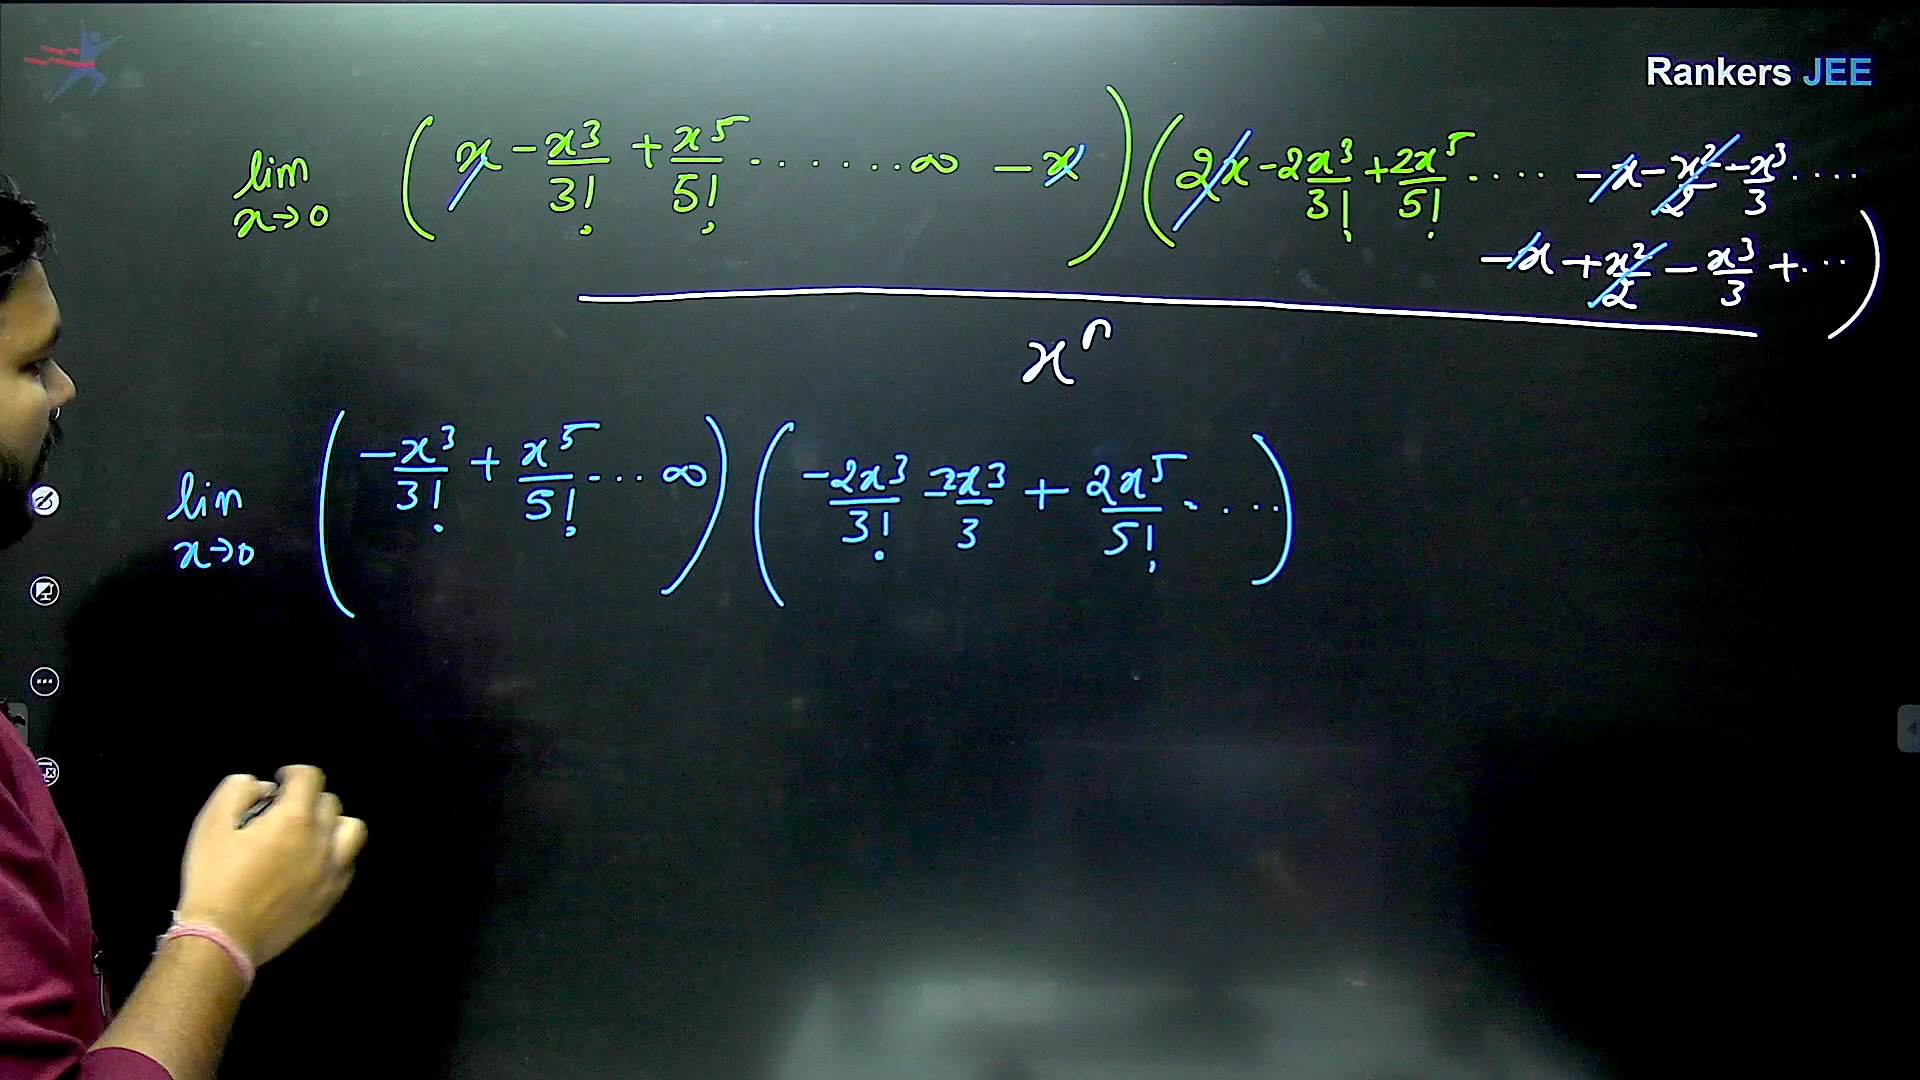 Rankers JEE
lim x→0 (x - x³/3! + x⁵/5! ........∞ - x)(2x - 2x³/3! + 2x⁵/5! .... -x - x²/2 - x³/3 ....
-x + x²/2 - x³/3 + ...)
xⁿ
lim x→0 (-x³/3! + x⁵/5! ... ∞)(-2x³/3! -2x³/3 + 2x⁵/5! - ....)